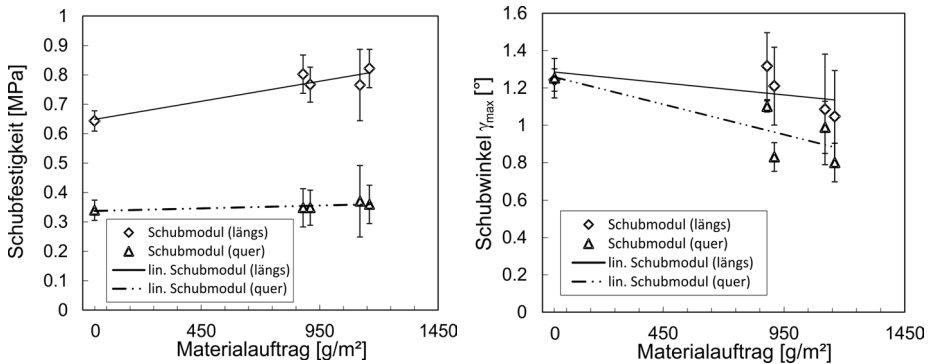 Schubfestigkeit [MPa]
1
0.9
0.8
0.7
0.6
0.5
0.4
0.3
0.2
0.1
0
Schubmodul (längs)
Schubmodul (quer)
lin. Schubmodul (längs)
lin. Schubmodul (quer)
0 450 950 1450
Materialauftrag [g/m²]
Schubwinkel γmax [°]
1.6
1.4
1.2
1
0.8
0.6
0.4
0.2
0
Schubmodul (längs)
Schubmodul (quer)
lin. Schubmodul (längs)
lin. Schubmodul (quer)
0 450 950 1450
Materialauftrag [g/m²]